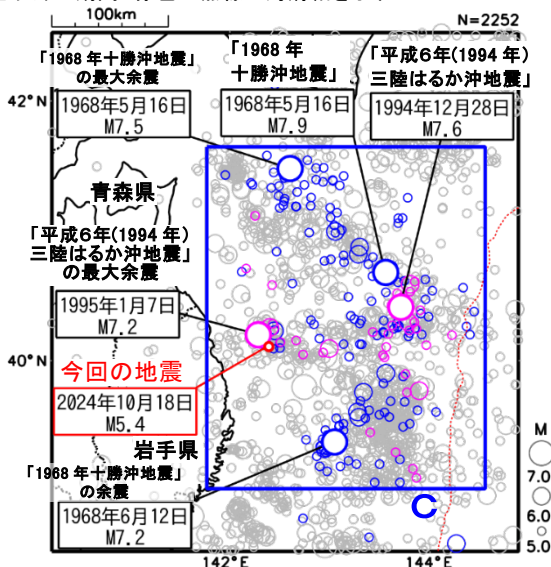 100km
N=2252
「1968 年十勝沖地震」
の最大余震
1968年5月16日
M7.5
「1968 年
十勝沖地震」
1968年5月16日
M7.9
「平成６年(1994 年)
三陸はるか沖地震」
1994年12月28日
M7.6
42°N
青森県
「平成６年(1994 年)
三陸はるか沖地震」
の最大余震
1995年1月7日
M7.2
40°N
今回の地震
2024年10月18日
M5.4
岩手県
「1968 年十勝沖地震」
の余震
1968年6月12日
M7.2
C
M
7.0
6.0
5.0
142°E
144°E